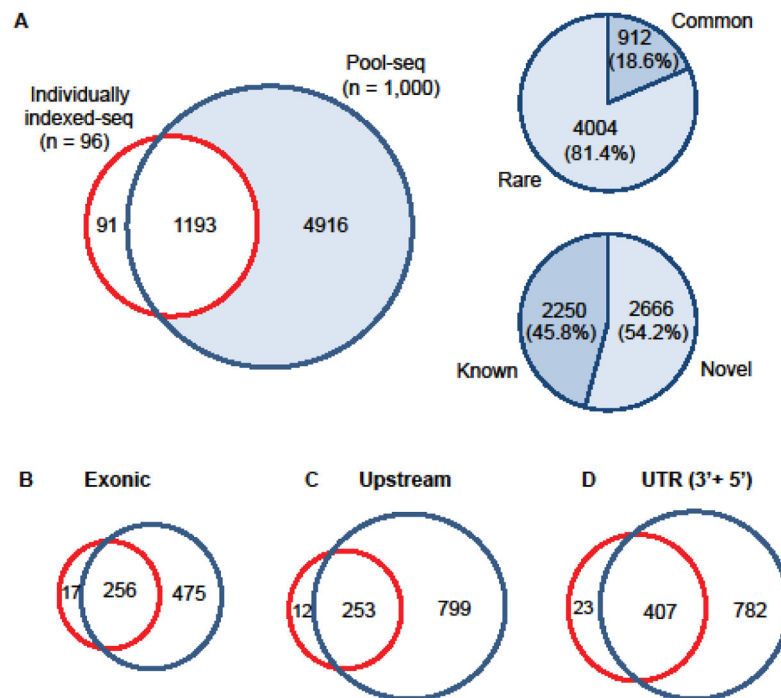 A
Individually
indexed-seq
(n = 96)
Pool-seq
(n = 1,000)
91
1193
4916
Common
912
(18.6%)
4004
(81.4%)
Rare
2250
(45.8%)
2666
(54.2%)
Known
Novel
B Exonic
17
256
475
C Upstream
12
253
799
D UTR (3'+ 5')
23
407
782